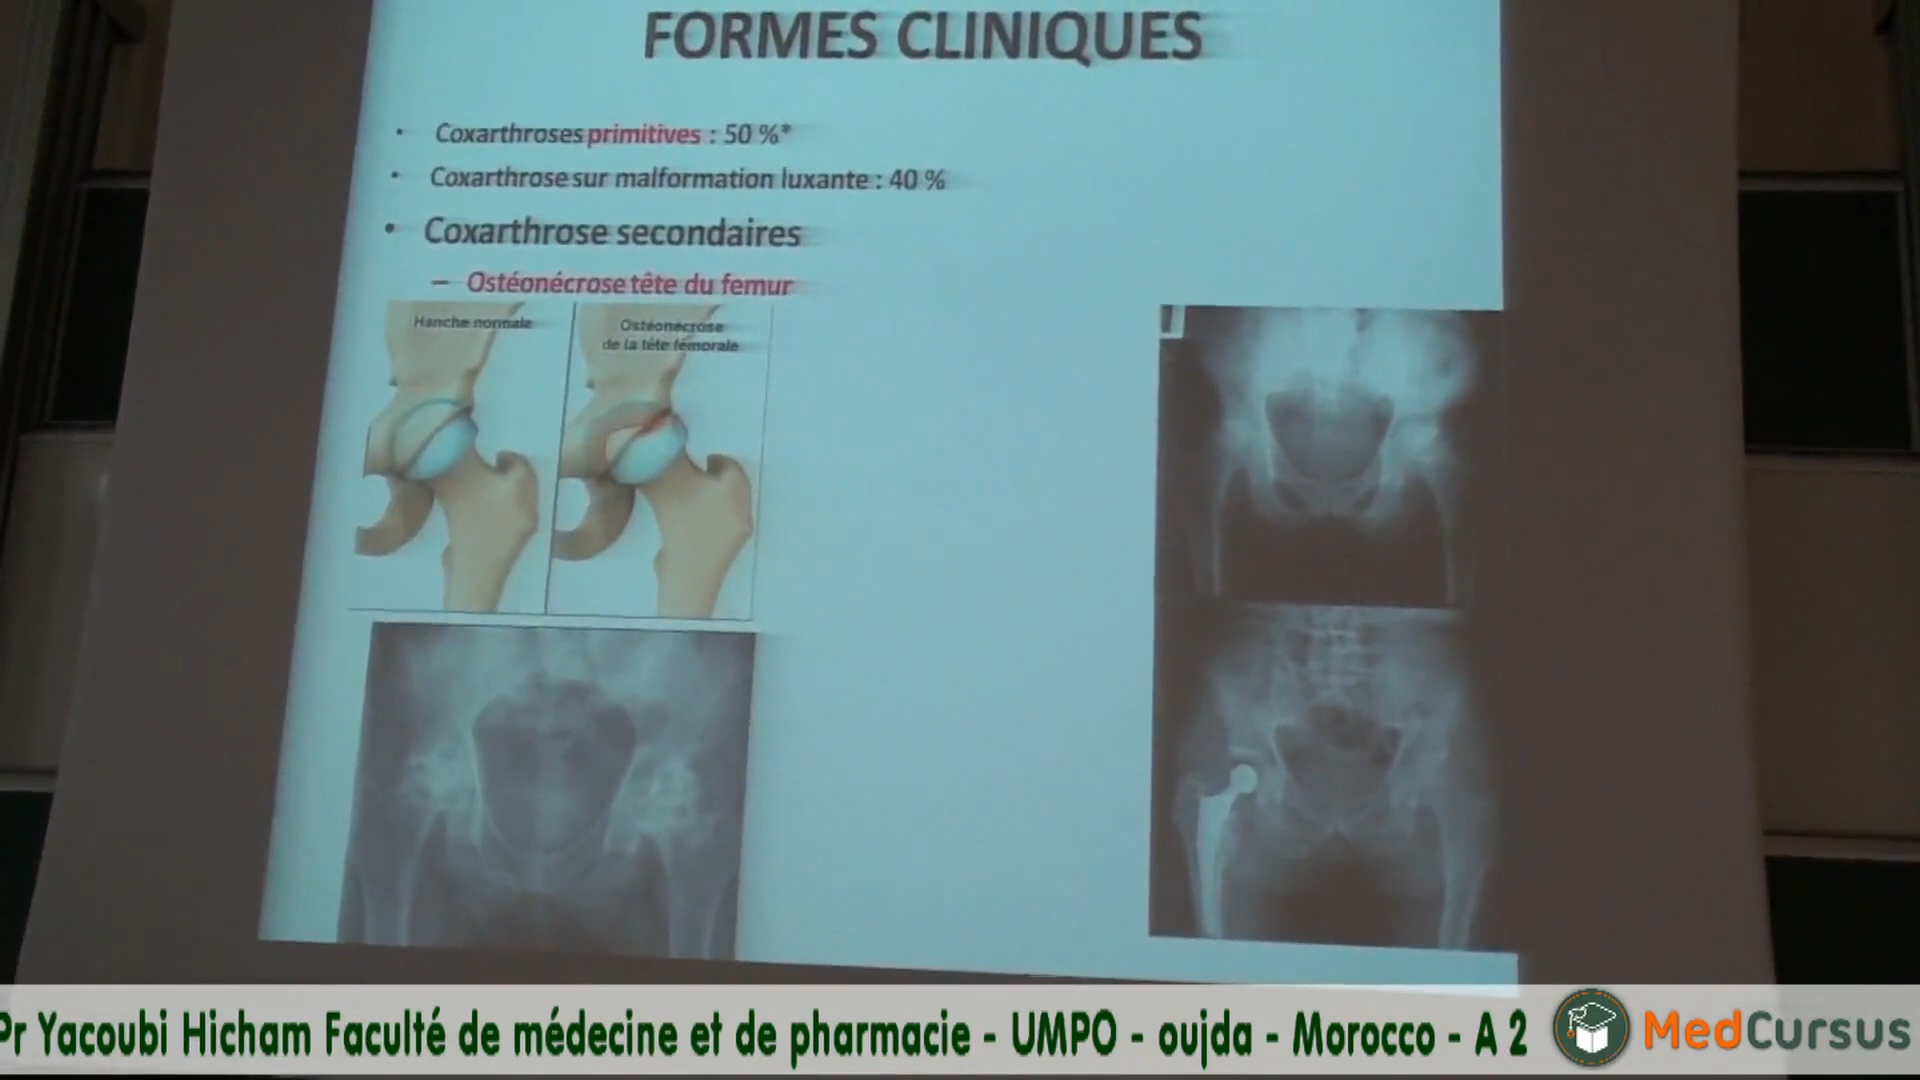 FORMES CLINIQUES
• Coxarthroses primitives : 50 %*
• Coxarthrose sur malformation luxante : 40 %
• Coxarthrose secondaires
– Ostéonécrose tête du femur
Hanche normale
Ostéonécrose
de la tête fémorale
Pr Yacoubi Hicham Faculté de médecine et de pharmacie - UMPO - oujda - Morocco - A 2
MedCursus